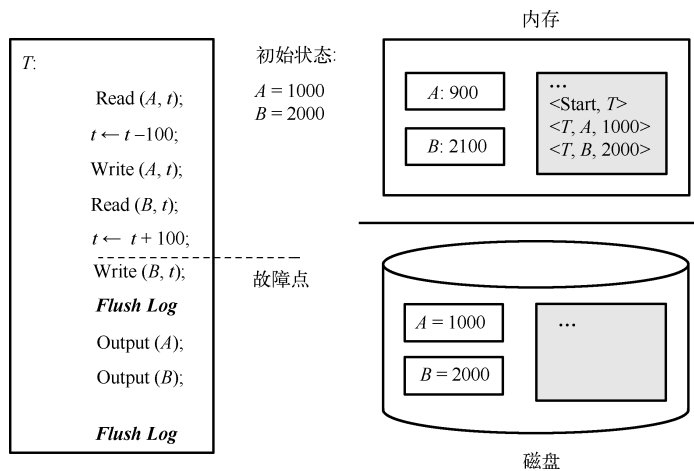 T:
Read (A, t);
t ← t –100;
Write (A, t);
Read (B, t);
t ← t + 100;
Write (B, t);
Flush Log
Output (A);
Output (B);
Flush Log
初始状态:
A = 1000
B = 2000
故障点
内存
A: 900
B: 2100
...
<Start, T>
<T, A, 1000>
<T, B, 2000>
A = 1000
B = 2000
...
磁盘